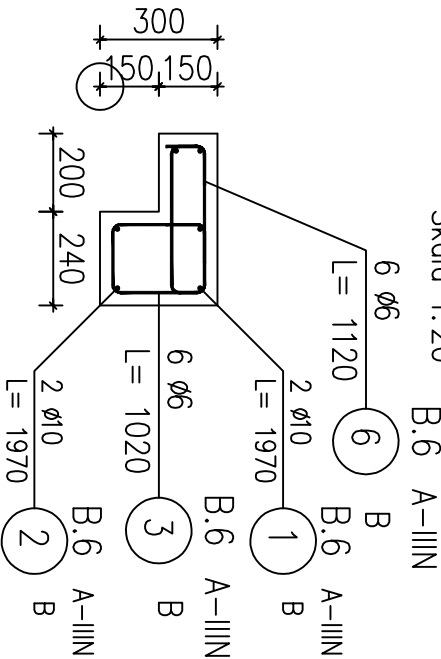 300
150 150
200
240
6 ø6
L= 1120
6
B.6 A-IIIN
B
2 ø10
L= 1970
1
B.6 A-IIIN
B
6 ø6
L= 1020
3
B.6 A-IIIN
B
2 ø10
L= 1970
2
B.6 A-IIIN
B